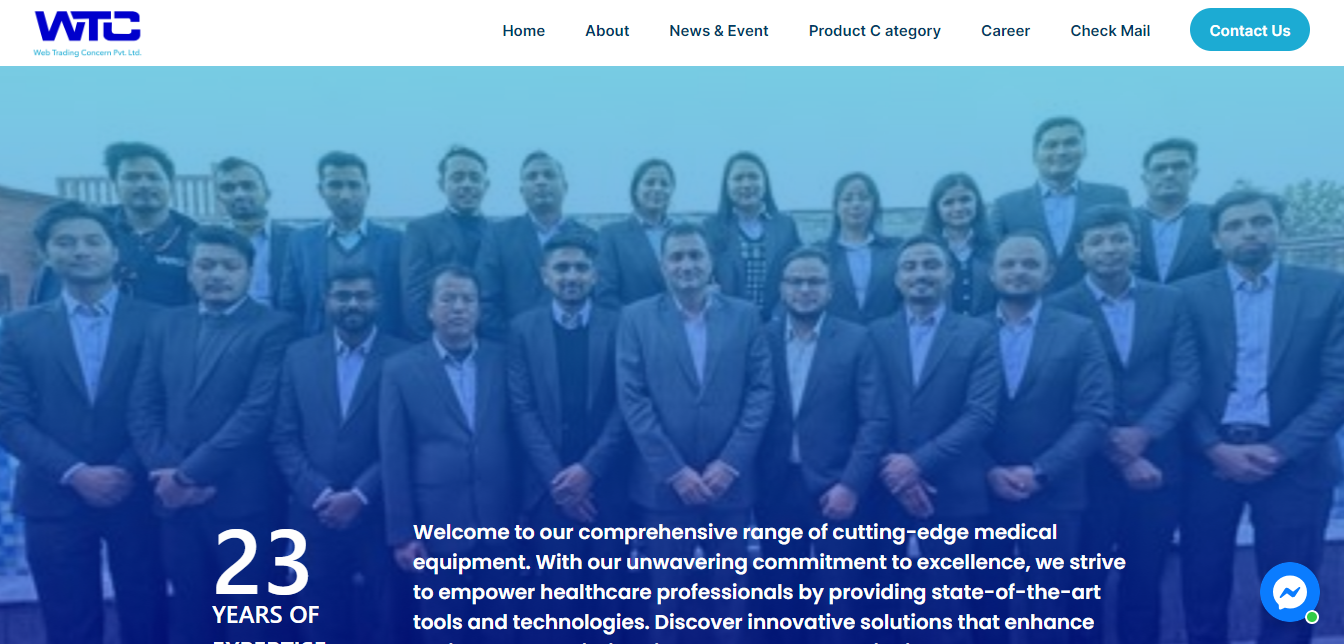 WTC
Web Trading Concern Pvt. Ltd.
Home
About
News & Event
Product C ategory
Career
Check Mail
Contact Us
23
YEARS OF
EXPERTISE
Welcome to our comprehensive range of cutting-edge medical
equipment. With our unwavering commitment to excellence, we strive
to empower healthcare professionals by providing state-of-the-art
tools and technologies. Discover innovative solutions that enhance